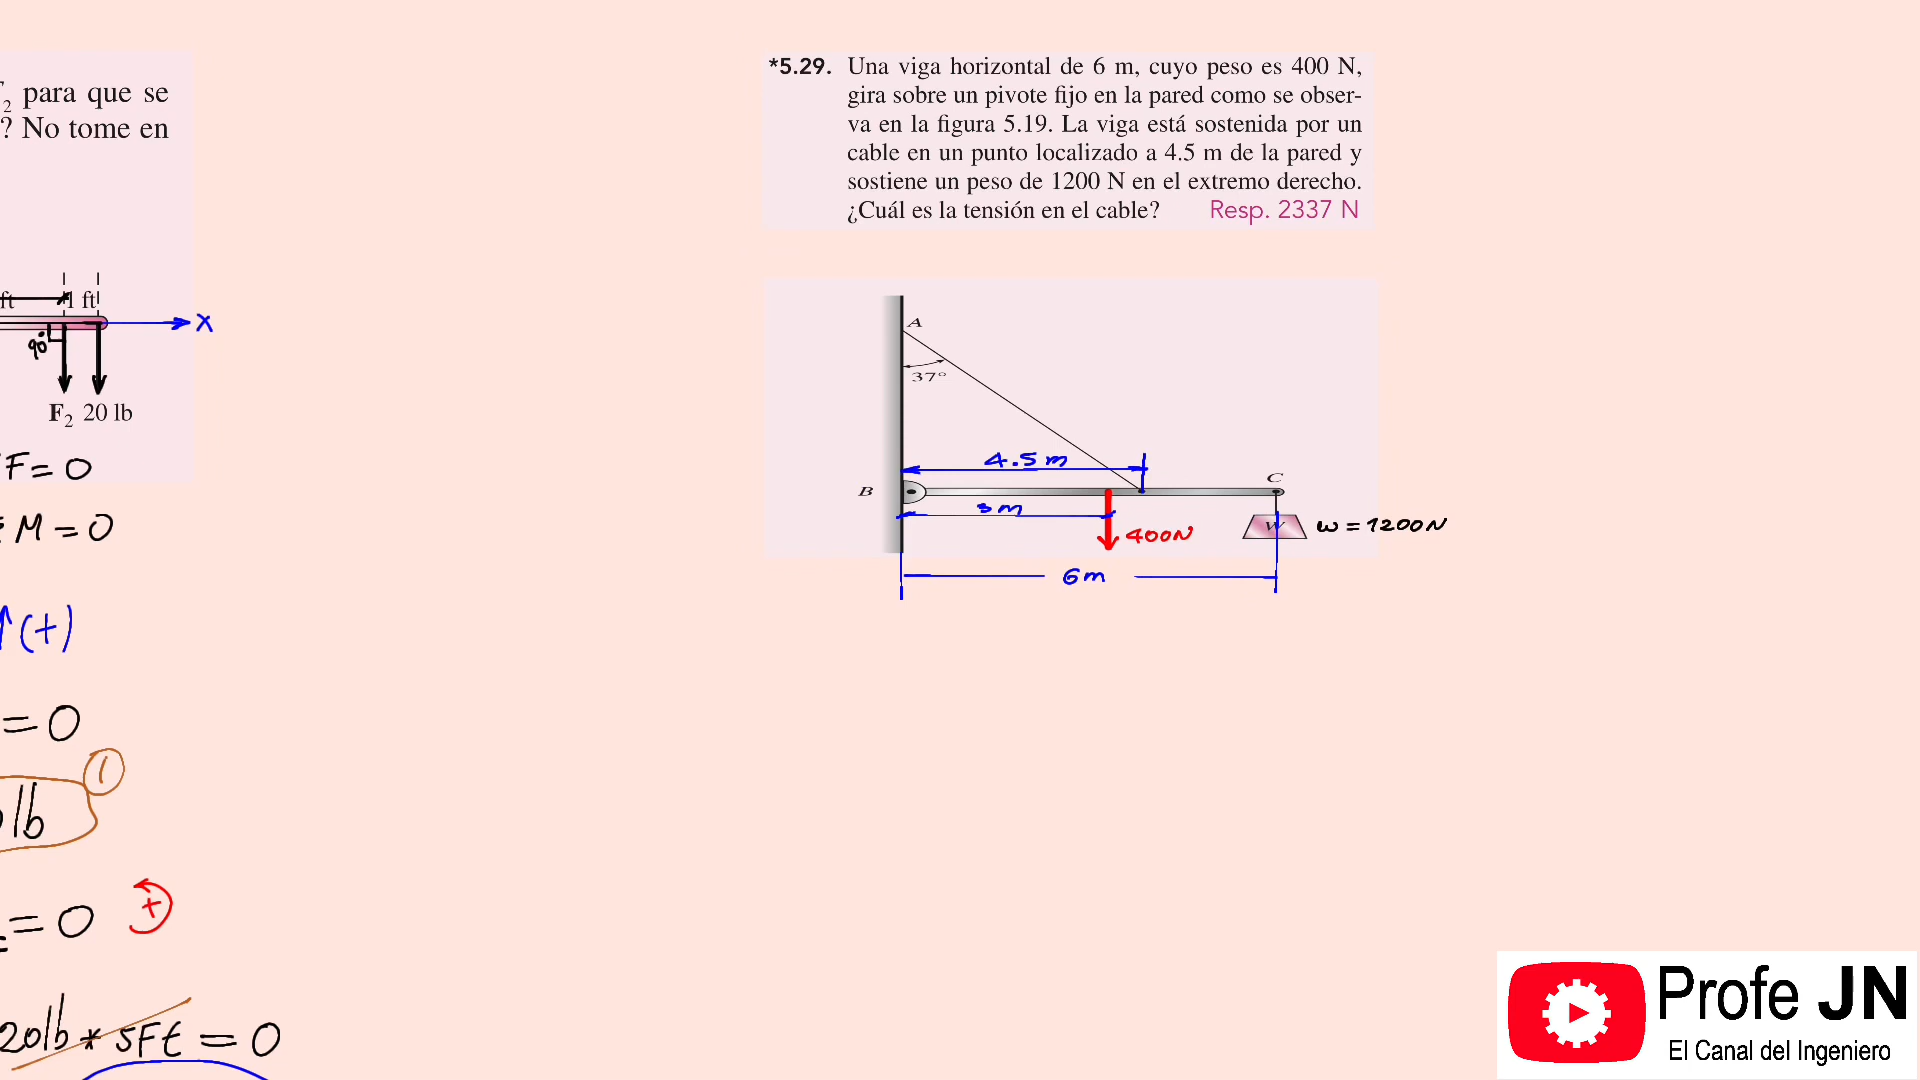 F₂ para que se
? No tome en
ft
1 ft
x
90°
F₂ 20 lb
F = 0
M = 0
(+)
= 0
1
lb
= 0
+
20lb * 5Ft = 0
*5.29. Una viga horizontal de 6 m, cuyo peso es 400 N,
gira sobre un pivote fijo en la pared como se obser-
va en la figura 5.19. La viga está sostenida por un
cable en un punto localizado a 4.5 m de la pared y
sostiene un peso de 1200 N en el extremo derecho.
¿Cuál es la tensión en el cable? Resp. 2337 N
A
37°
4.5 m
B
C
3m
400N
W
w = 1200N
6m
Profe JN
El Canal del Ingeniero